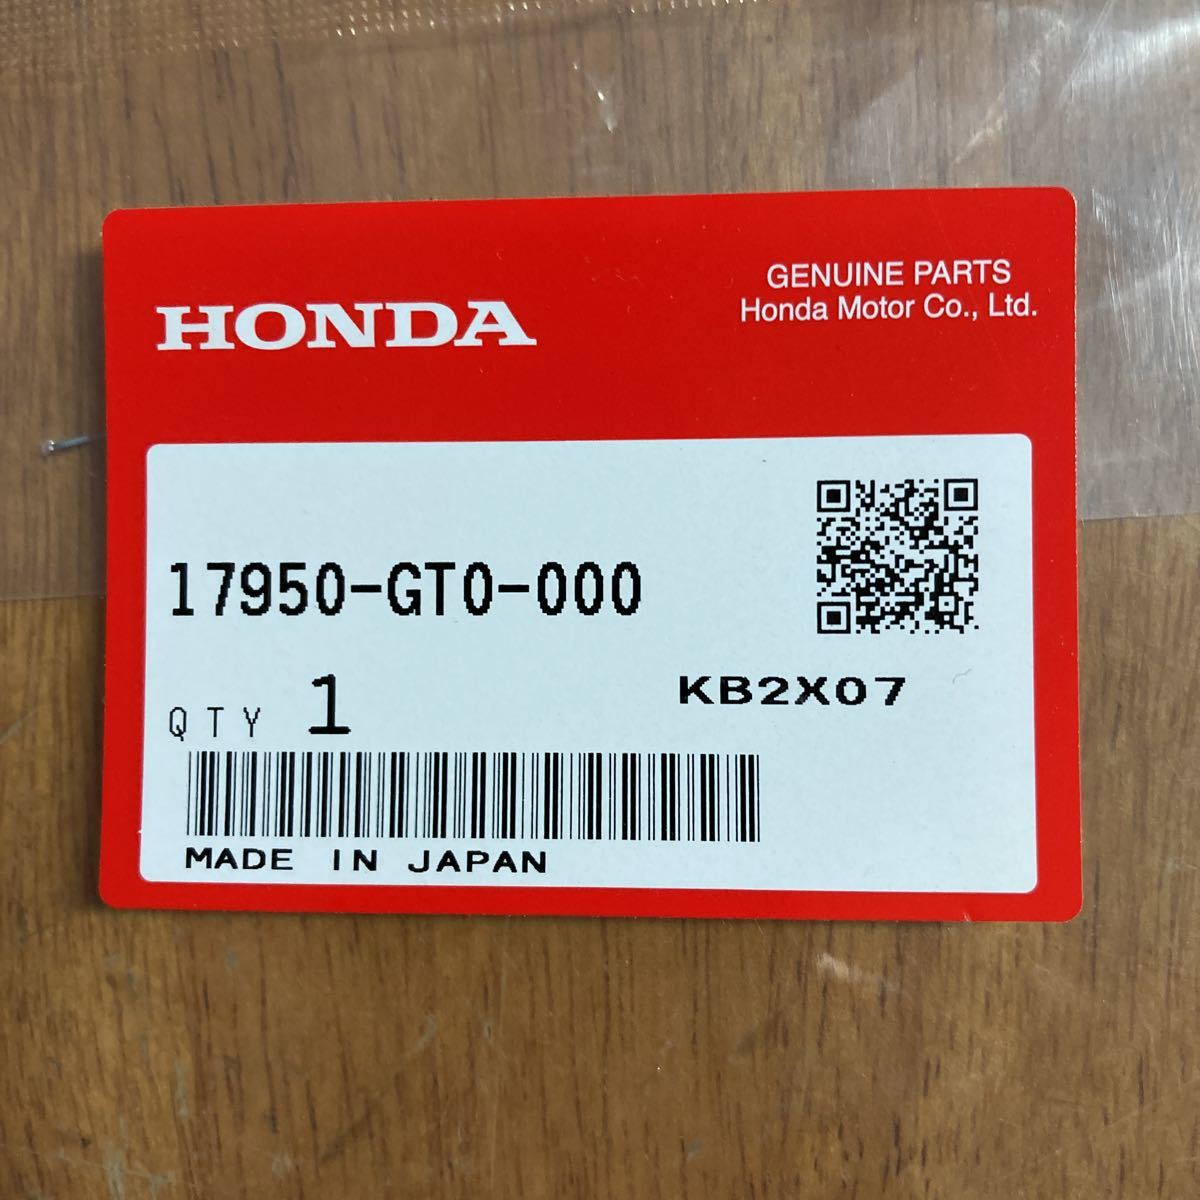 HONDA
GENUINE PARTS
Honda Motor Co., Ltd.
17950-GT0-000
QTY 1
KB2X07
MADE IN JAPAN